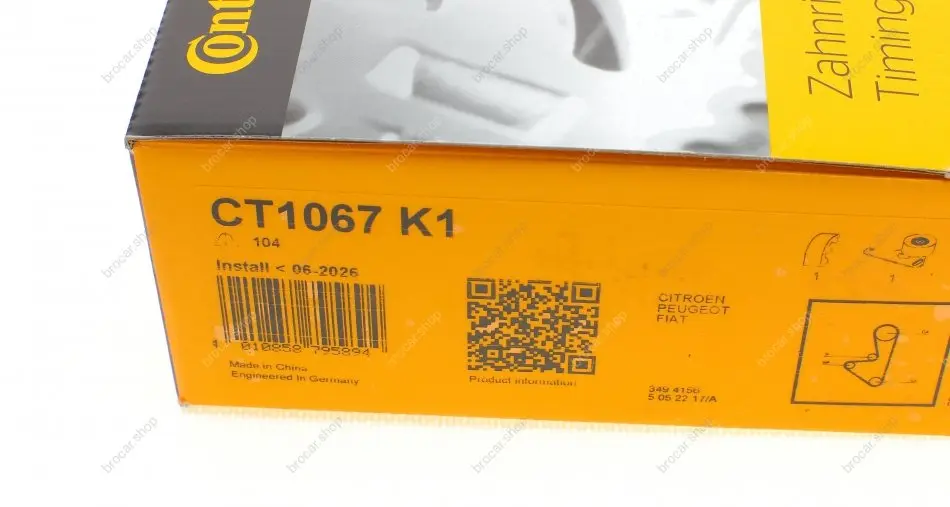 Cont
Zahnri
Timing
CT1067 K1
104
Install < 06-2026
4 010858 795894
Made in China
Engineered In Germany
Product information
CITROEN
PEUGEOT
FIAT
349 4156
5 05 22 17/A
1
1
brocar.shop